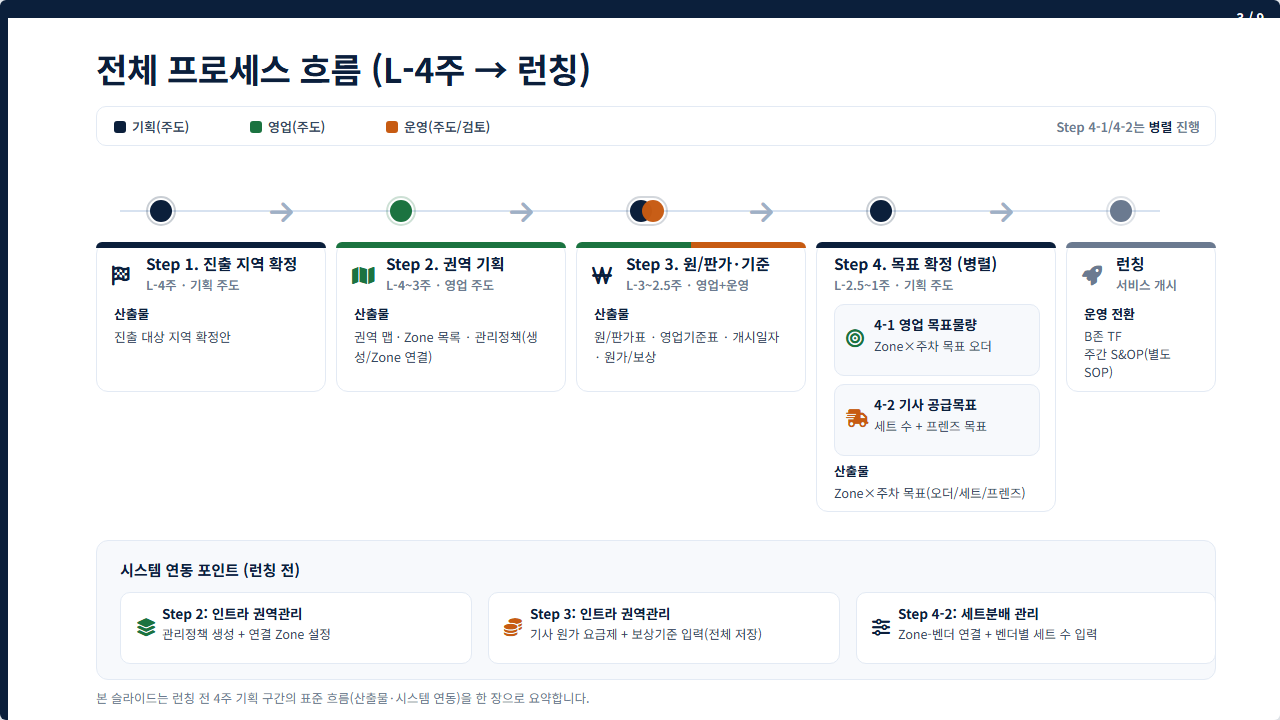 3 / 9
전체 프로세스 흐름 (L-4주 → 런칭)
기획(주도)
영업(주도)
운영(주도/검토)
Step 4-1/4-2는 병렬 진행
Step 1. 진출 지역 확정
L-4주 · 기획 주도
산출물
진출 대상 지역 확정안
Step 2. 권역 기획
L-4~3주 · 영업 주도
산출물
권역 맵 · Zone 목록 · 관리정책(생
성/Zone 연결)
Step 3. 원/판가·기준
L-3~2.5주 · 영업+운영
산출물
원/판가표 · 영업기준표 · 개시일자
· 원가/보상
Step 4. 목표 확정 (병렬)
L-2.5~1주 · 기획 주도
4-1 영업 목표물량
Zone×주차 목표 오더
4-2 기사 공급목표
세트 수 + 프렌즈 목표
산출물
Zone×주차 목표(오더/세트/프렌즈)
런칭
서비스 개시
운영 전환
B존 TF
주간 S&OP(별도
SOP)
시스템 연동 포인트 (런칭 전)
Step 2: 인트라 권역관리
관리정책 생성 + 연결 Zone 설정
Step 3: 인트라 권역관리
기사 원가 요금제 + 보상기준 입력(전체 저장)
Step 4-2: 세트분배 관리
Zone-벤더 연결 + 벤더별 세트 수 입력
본 슬라이드는 런칭 전 4주 기획 구간의 표준 흐름(산출물·시스템 연동)을 한 장으로 요약합니다.